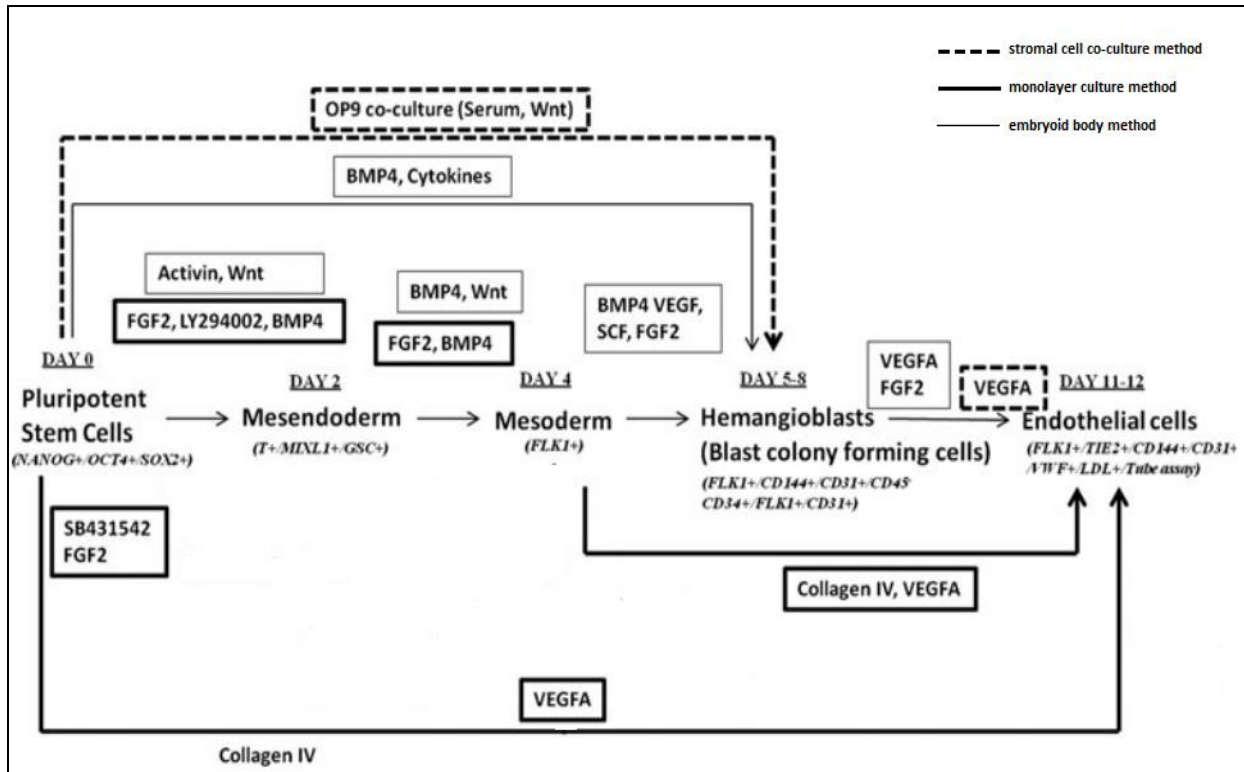 stromal cell co-culture method
monolayer culture method
embryoid body method
OP9 co-culture (Serum, Wnt)
BMP4, Cytokines
Activin, Wnt
FGF2, LY294002, BMP4
BMP4, Wnt
FGF2, BMP4
BMP4 VEGF,
SCF, FGF2
VEGFA
FGF2
VEGFA
DAY 0
Pluripotent
Stem Cells
(NANOG+/OCT4+/SOX2+)
DAY 2
Mesendoderm
(T+/MIXL1+/GSC+)
DAY 4
Mesoderm
(FLK1+)
DAY 5-8
Hemangioblasts
(Blast colony forming cells)
(FLK1+/CD144+/CD31+/CD45-
CD34+/FLK1+/CD31+)
DAY 11-12
Endothelial cells
(FLK1+/TIE2+/CD144+/CD31+
/VWF+/LDL+/Tube assay)
SB431542
FGF2
Collagen IV, VEGFA
VEGFA
Collagen IV